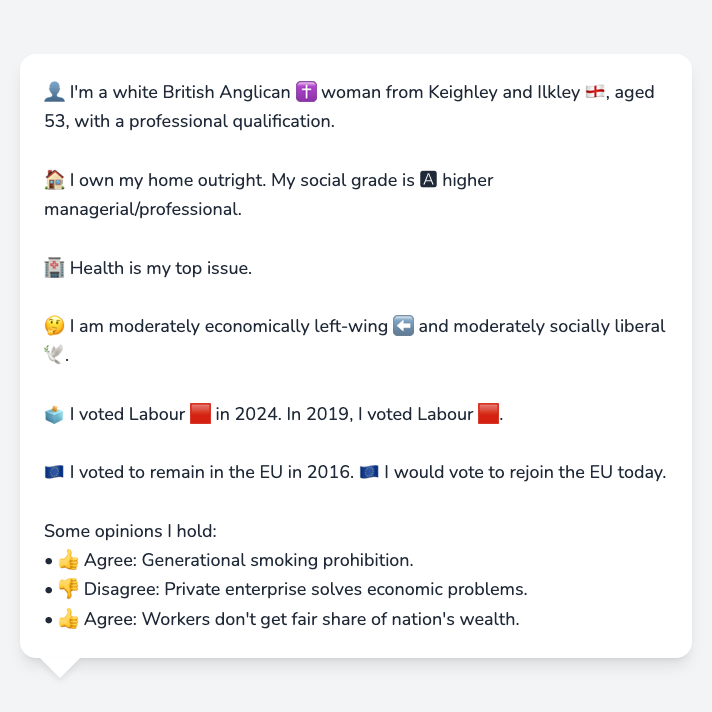 👤 I'm a white British Anglican ✝️ woman from Keighley and Ilkley 🏴󠁧󠁢󠁥󠁮󠁧󠁿, aged
53, with a professional qualification.
🏠 I own my home outright. My social grade is 🅰 higher
managerial/professional.
🏥 Health is my top issue.
🤔 I am moderately economically left-wing ⬅️ and moderately socially liberal
🕊️.
🗳️ I voted Labour 🟥 in 2024. In 2019, I voted Labour 🟥.
🇪🇺 I voted to remain in the EU in 2016. 🇪🇺 I would vote to rejoin the EU today.
Some opinions I hold:
• 👍 Agree: Generational smoking prohibition.
• 👎 Disagree: Private enterprise solves economic problems.
• 👍 Agree: Workers don't get fair share of nation's wealth.